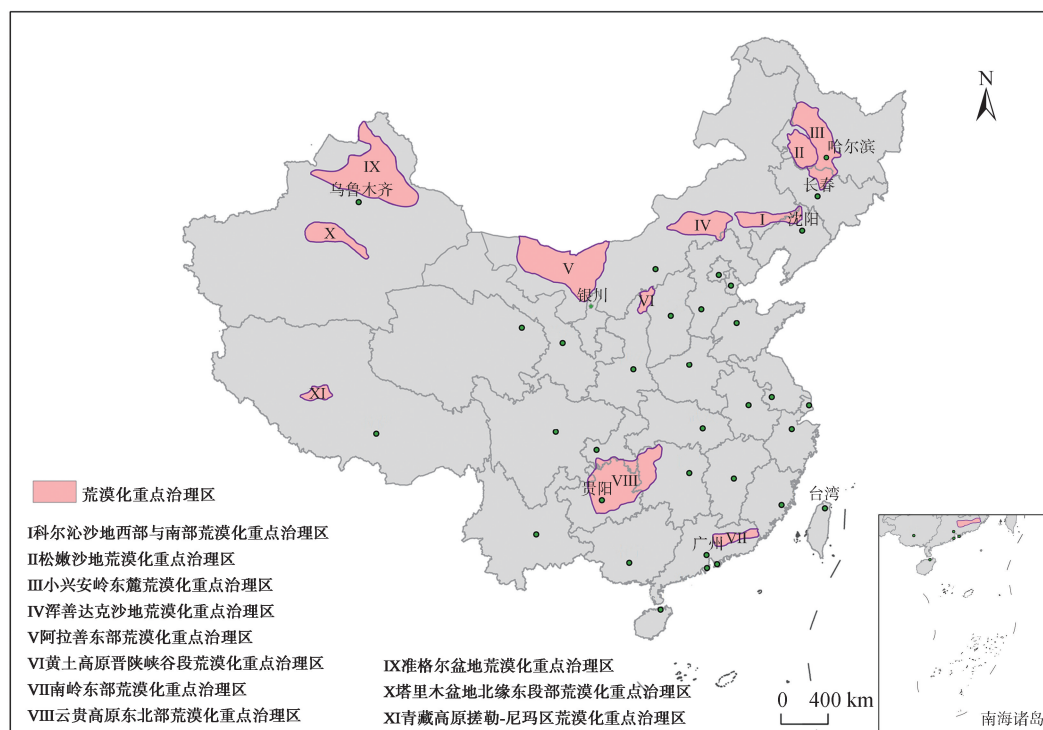 N
III
II
哈尔滨
长春
IX
乌鲁木齐
I
沈阳
IV
X
V
银川
VI
XI
VIII
贵阳
台湾
广州
VII
荒漠化重点治理区
I科尔沁沙地西部与南部荒漠化重点治理区
II松嫩沙地荒漠化重点治理区
III小兴安岭东麓荒漠化重点治理区
IV浑善达克沙地荒漠化重点治理区
V阿拉善东部荒漠化重点治理区
VI黄土高原晋陕峡谷段荒漠化重点治理区
VII南岭东部荒漠化重点治理区
VIII云贵高原东北部荒漠化重点治理区
IX准格尔盆地荒漠化重点治理区
X塔里木盆地北缘东段部荒漠化重点治理区
XI青藏高原搓勒-尼玛区荒漠化重点治理区
0 400 km
南海诸岛